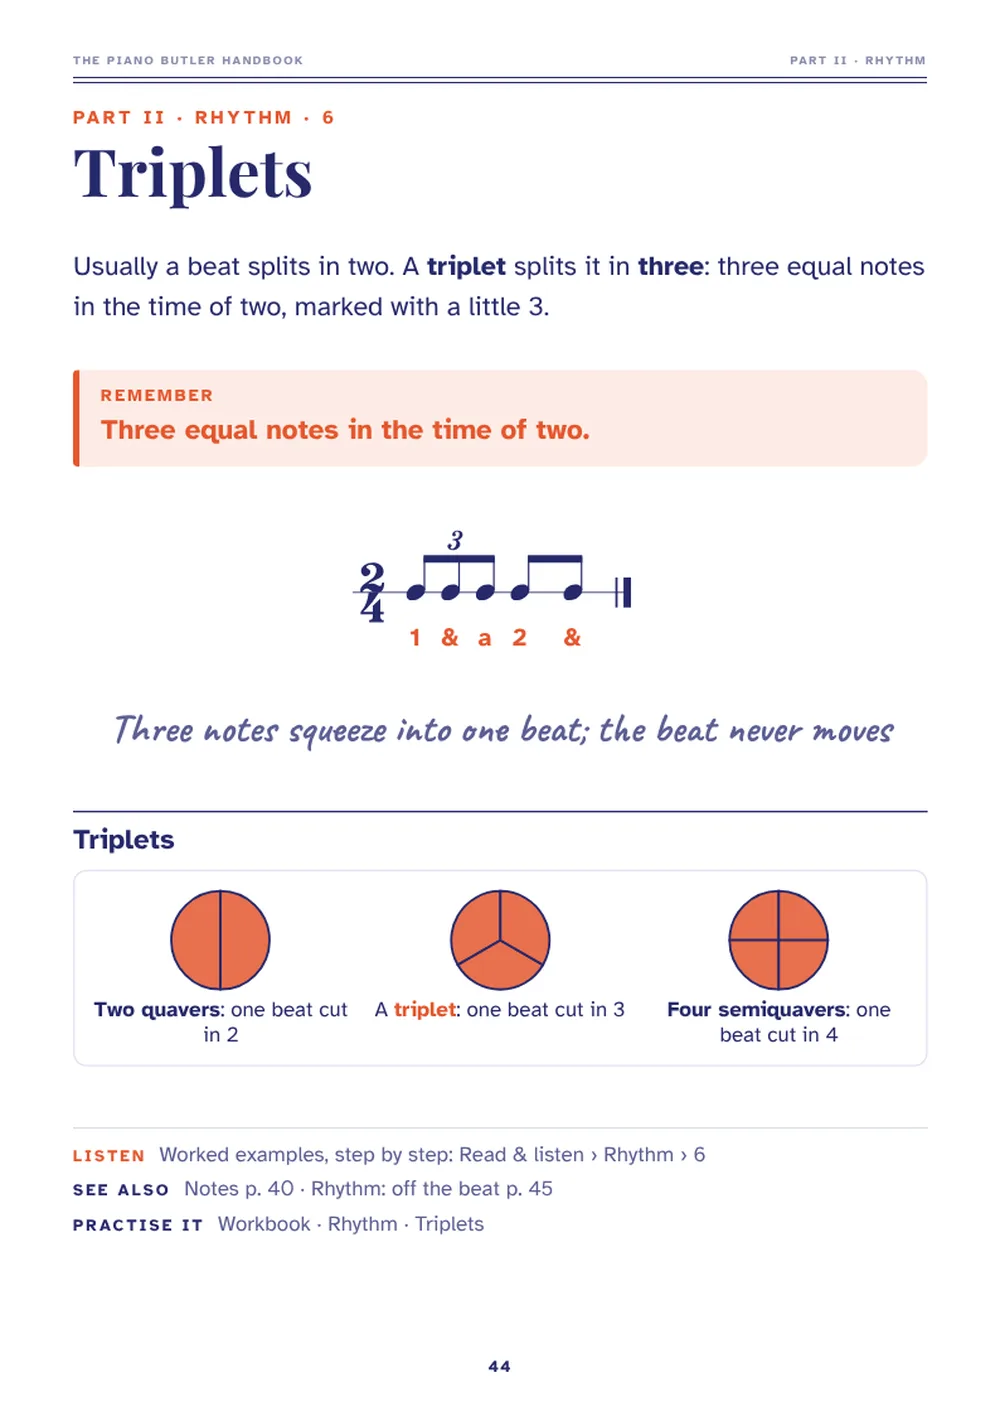 THE PIANO BUTLER HANDBOOK
PART II · RHYTHM
PART II · RHYTHM · 6
Triplets
Usually a beat splits in two. A triplet splits it in three: three equal notes
in the time of two, marked with a little 3.
REMEMBER
Three equal notes in the time of two.
3
2
4
1 & a 2 &
Three notes squeeze into one beat; the beat never moves
Triplets
Two quavers: one beat cut
in 2
A triplet: one beat cut in 3
Four semiquavers: one
beat cut in 4
LISTEN Worked examples, step by step: Read & listen › Rhythm › 6
SEE ALSO Notes p. 40 · Rhythm: off the beat p. 45
PRACTISE IT Workbook · Rhythm · Triplets
44